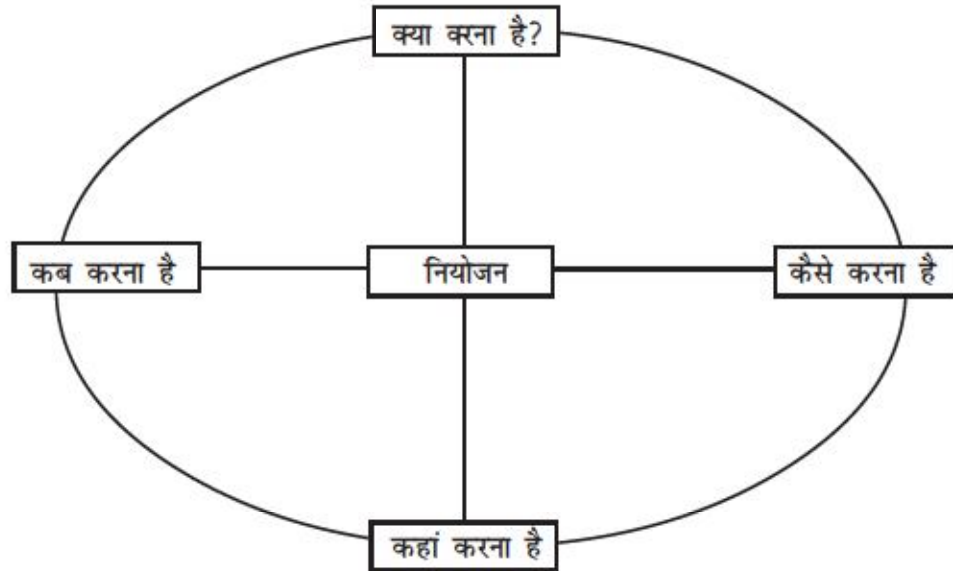 क्या करना है?
कब करना है
नियोजन
कैसे करना है
कहां करना है